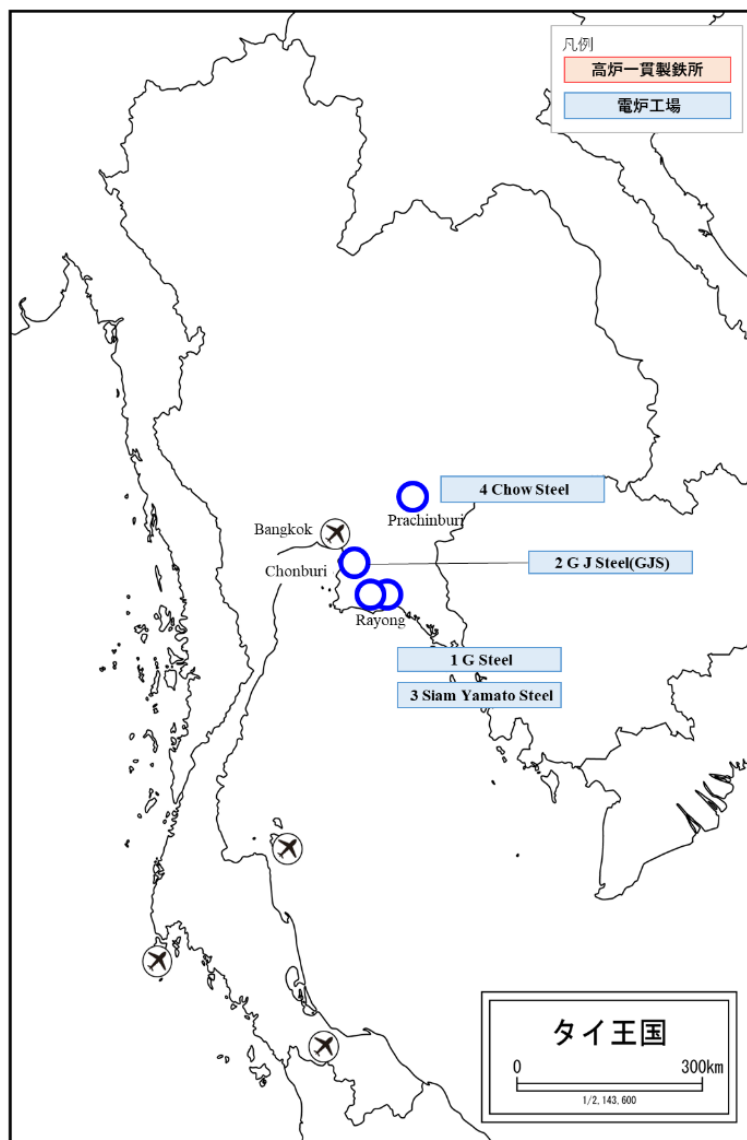 凡例
高炉一貫製鉄所
電炉工場
4 Chow Steel
Prachinburi
Bangkok
2 G J Steel(GJS)
Chonburi
Rayong
1 G Steel
3 Siam Yamato Steel
タイ王国
0 300km
1/2,143,600